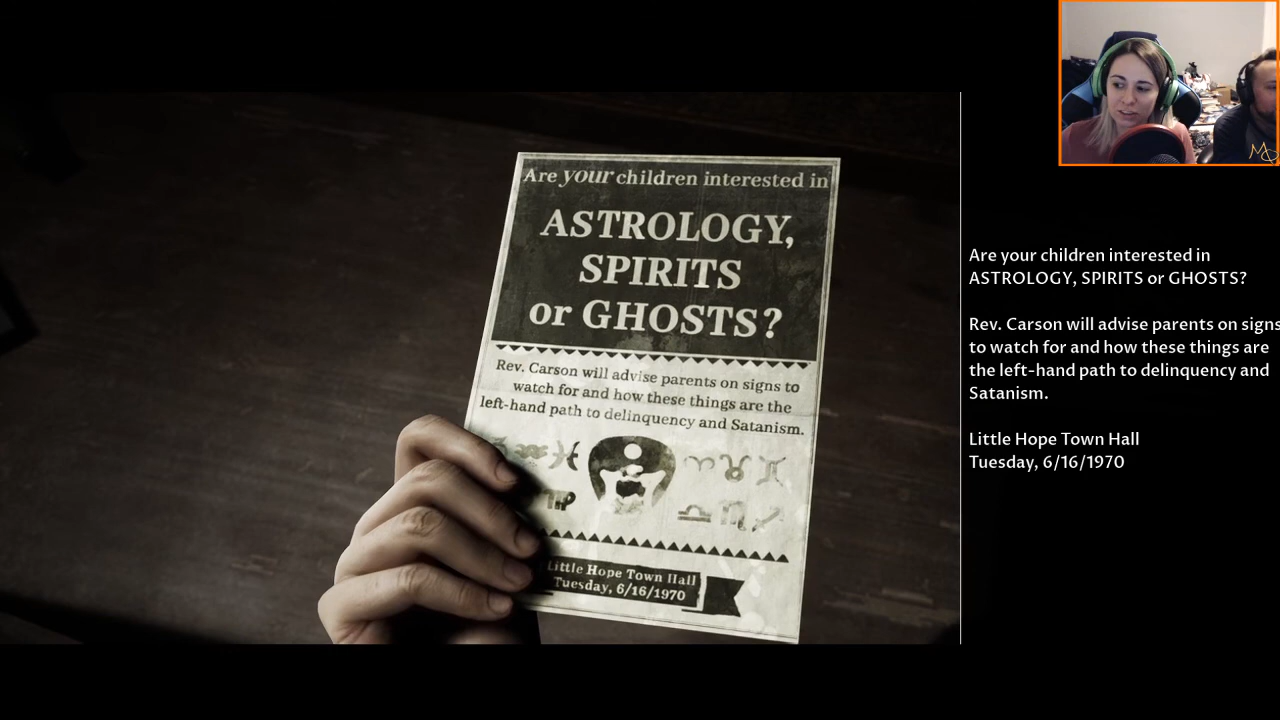 Are your children interested in
ASTROLOGY,
SPIRITS
or GHOSTS?
Rev. Carson will advise parents on signs to
watch for and how these things are the
left-hand path to delinquency and Satanism.
Little Hope Town Hall
Tuesday, 6/16/1970
Are your children interested in
ASTROLOGY, SPIRITS or GHOSTS?
Rev. Carson will advise parents on signs
to watch for and how these things are
the left-hand path to delinquency and
Satanism.
Little Hope Town Hall
Tuesday, 6/16/1970